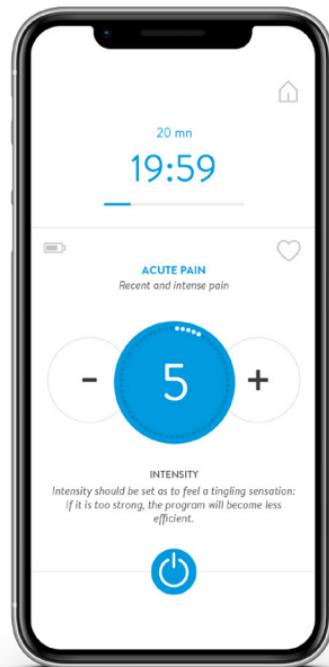 20 mn
19:59
ACUTE PAIN
Recent and intense pain
- 5 +
INTENSITY
Intensity should be set as to feel a tingling sensation:
if it is too strong, the program will become less
efficient.